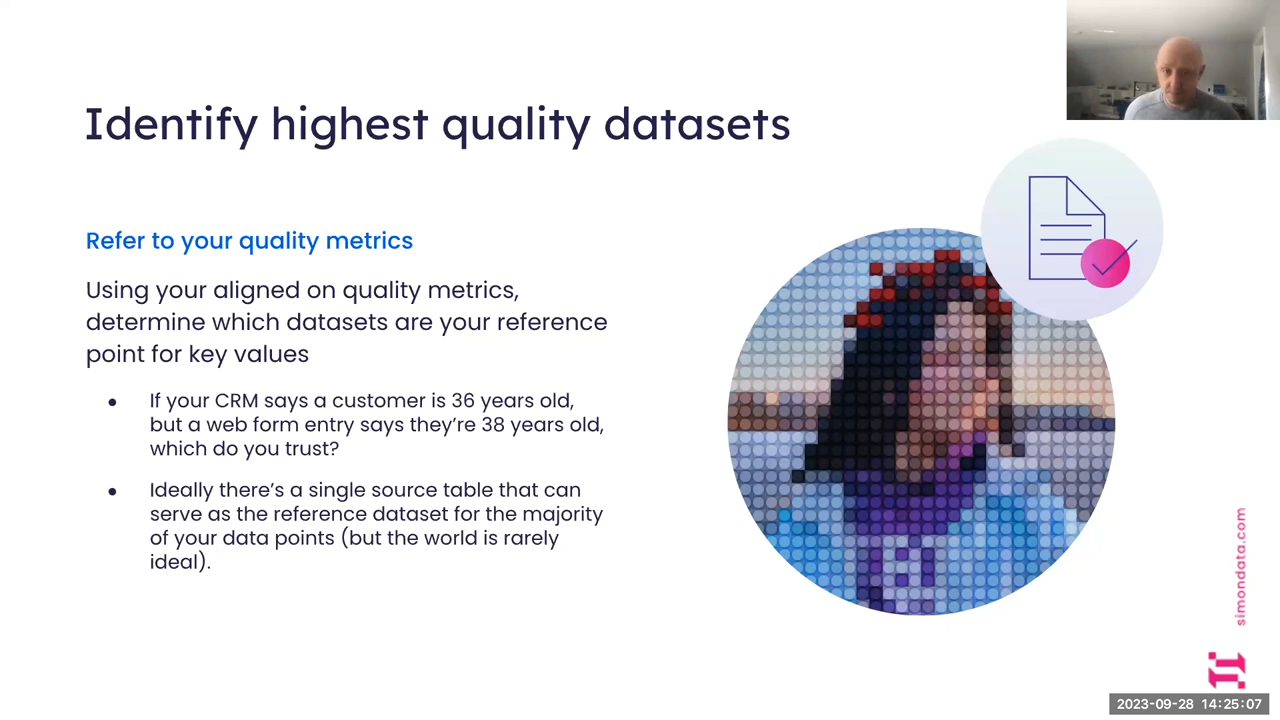 Identify highest quality datasets
Refer to your quality metrics
Using your aligned on quality metrics,
determine which datasets are your reference
point for key values
● If your CRM says a customer is 36 years old,
but a web form entry says they’re 38 years old,
which do you trust?
● Ideally there’s a single source table that can
serve as the reference dataset for the majority
of your data points (but the world is rarely
ideal).
simondata.com
2023-09-28 14:25:07